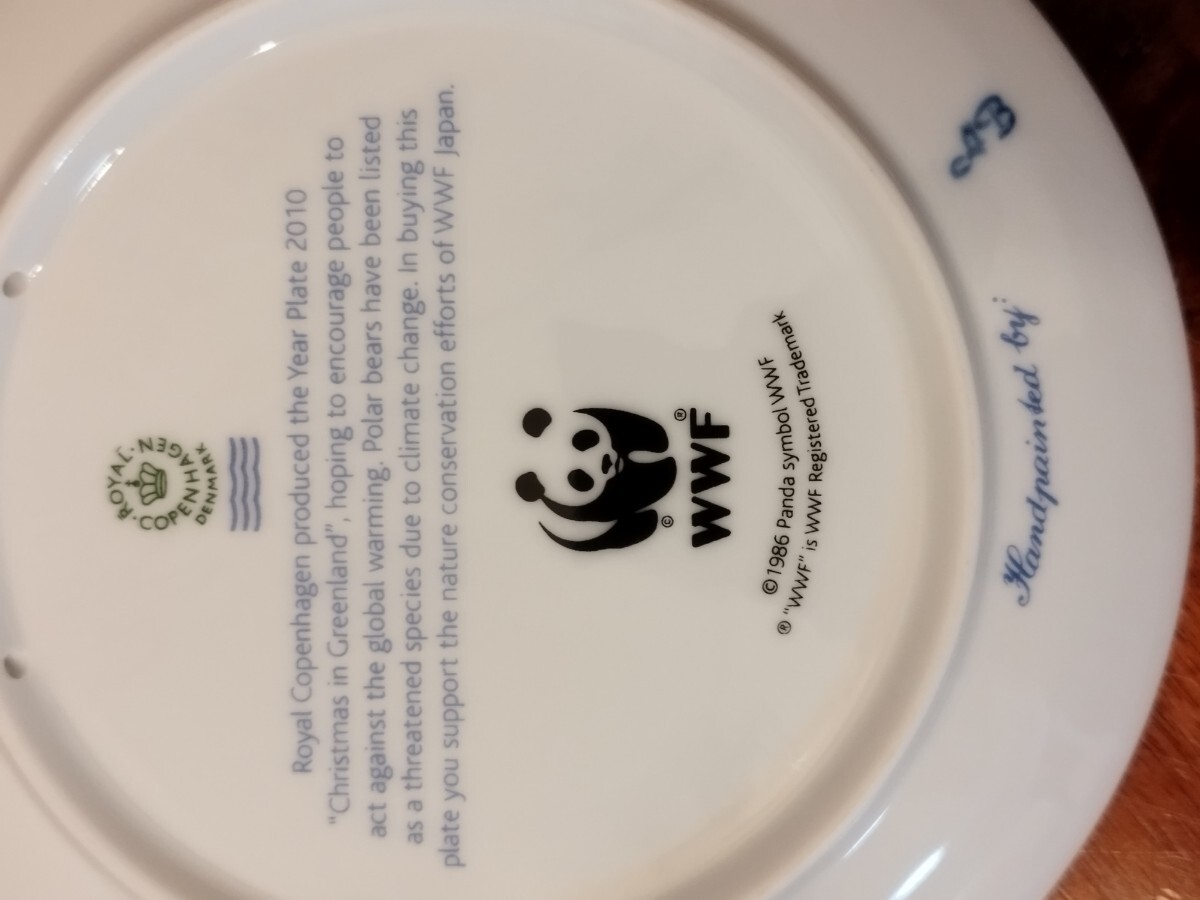 ROYAL COPENHAGEN
DENMARK
Royal Copenhagen produced the Year Plate 2010
"Christmas in Greenland", hoping to encourage people to
act against the global warming. Polar bears have been listed
as a threatened species due to climate change. In buying this
plate you support the nature conservation efforts of WWF Japan.
©
WWF®
©1986 Panda symbol WWF
® "WWF" is WWF Registered Trademark
Handpainted by